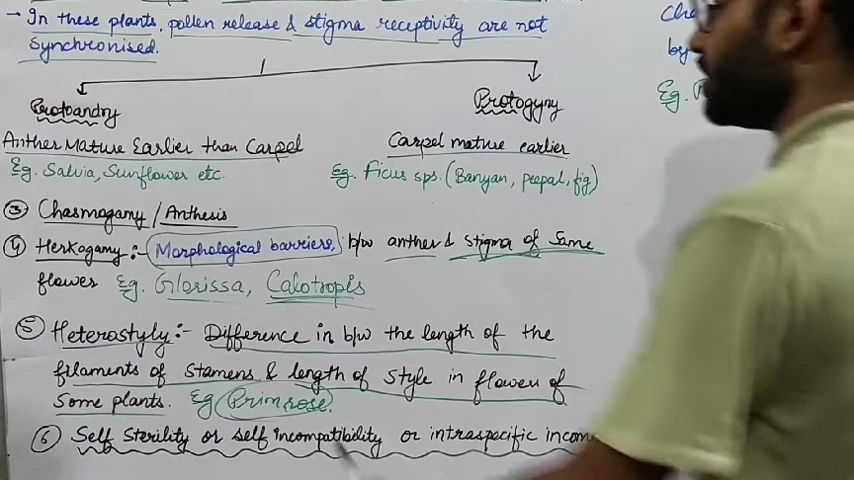 → In these plants, pollen release & stigma receptivity are not
Synchronised.
Protoandry
Protogyny
Anther Mature Earlier than Carpel
Carpel mature earlier
Eg. Salvia, Sunflower etc.
Eg. Ficus sps. (Banyan, peepal, fig)
③ Chasmogamy / Anthesis
④ Herkogamy :- Morphological barriers, b/w anther & stigma of Same
flower Eg. Glorissa, Calotropis
⑤ Heterostyly :- Difference in b/w the length of the
filaments of Stamens & length of Style in flower of
Some plants. Eg Primrose.
⑥ Self Sterility or self Incompatibility or intraspecific incom
Ch
by
Eg.